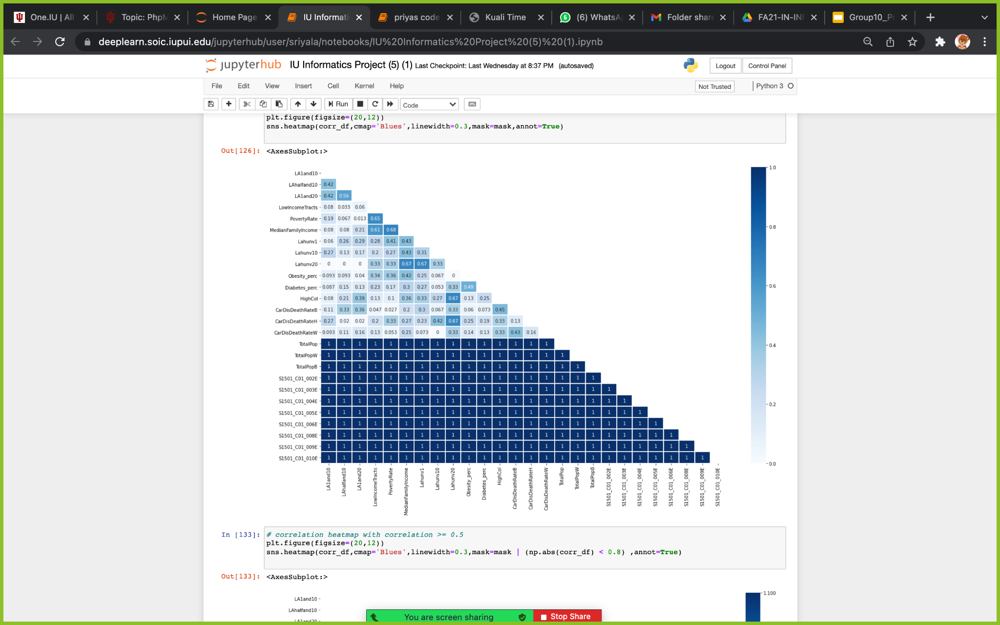 One.IU | All
Topic: PhpM
Home Page
IU Informati
priyas code
Kuali Time
(6) WhatsA
Folder share
FA21-IN-INF
Group10_Pr
deeplearn.soic.iupui.edu/jupyterhub/user/sriyala/notebooks/IU%20Informatics%20Project%20(5)%20(1).ipynb
jupyterhub IU Informatics Project (5) (1) Last Checkpoint: Last Wednesday at 8:37 PM (autosaved)
Logout Control Panel
File Edit View Insert Cell Kernel Help
Not Trusted Python 3
Run Code
plt.figure(figsize=(20,12))
sns.heatmap(corr_df,cmap='Blues',linewidth=0.3,mask=mask,annot=True)
Out[126]: <AxesSubplot:>
LA1and10
LAhalfand10 0.42
LA1and20 0.42 0.56
LowIncomeTracts 0.08 0.033 0.06
PovertyRate 0.19 0.067 0.013 0.65
MedianFamilyIncome 0.08 0.08 0.21 0.61 0.68
Lahunv1 0.06 0.26 0.29 0.28 0.41 0.43
Lahunv10 0.27 0.13 0.17 0.2 0.27 0.43 0.31
Lahunv20 0 0 0 0.33 0.33 0.67 0.67 0.33
Obesity_perc 0.093 0.093 0.04 0.34 0.36 0.42 0.25 0.067 0
Diabetes_perc 0.087 0.15 0.13 0.23 0.17 0.3 0.27 0.053 0.33 0.49
HighCol 0.08 0.21 0.39 0.13 0.1 0.36 0.33 0.27 0.67 0.13 0.25
CarDisDeathRateB 0.11 0.33 0.36 0.047 0.027 0.2 0.3 0.067 0.33 0.06 0.073 0.45
CarDisDeathRateH 0.27 0.02 0.02 0.2 0.33 0.27 0.23 0.42 0.67 0.25 0.19 0.33 0.13
CarDisDeathRateW 0.093 0.11 0.16 0.13 0.053 0.25 0.073 0 0.33 0.14 0.13 0.33 0.43 0.16
TotalPop 1 1 1 1 1 1 1 1 1 1 1 1 1 1 1
TotalPopW 1 1 1 1 1 1 1 1 1 1 1 1 1 1 1 1
TotalPopB 1 1 1 1 1 1 1 1 1 1 1 1 1 1 1 1 1
S1501_C01_002E 1 1 1 1 1 1 1 1 1 1 1 1 1 1 1 1 1 1
S1501_C01_003E 1 1 1 1 1 1 1 1 1 1 1 1 1 1 1 1 1 1 1
S1501_C01_004E 1 1 1 1 1 1 1 1 1 1 1 1 1 1 1 1 1 1 1 1
S1501_C01_005E 1 1 1 1 1 1 1 1 1 1 1 1 1 1 1 1 1 1 1 1 1
S1501_C01_006E 1 1 1 1 1 1 1 1 1 1 1 1 1 1 1 1 1 1 1 1 1 1
S1501_C01_008E 1 1 1 1 1 1 1 1 1 1 1 1 1 1 1 1 1 1 1 1 1 1 1
S1501_C01_009E 1 1 1 1 1 1 1 1 1 1 1 1 1 1 1 1 1 1 1 1 1 1 1 1
S1501_C01_010E 1 1 1 1 1 1 1 1 1 1 1 1 1 1 1 1 1 1 1 1 1 1 1 1 1
LA1and10
LAhalfand10
LA1and20
LowIncomeTracts
PovertyRate
MedianFamilyIncome
Lahunv1
Lahunv10
Lahunv20
Obesity_perc
Diabetes_perc
HighCol
CarDisDeathRateB
CarDisDeathRateH
CarDisDeathRateW
TotalPop
TotalPopW
TotalPopB
S1501_C01_002E
S1501_C01_003E
S1501_C01_004E
S1501_C01_005E
S1501_C01_006E
S1501_C01_008E
S1501_C01_009E
S1501_C01_010E
1.0
0.8
0.6
0.4
0.2
0.0
In [133]: # correlation heatmap with correlation >= 0.5
plt.figure(figsize=(20,12))
sns.heatmap(corr_df,cmap='Blues',linewidth=0.3,mask=mask | (np.abs(corr_df) < 0.8) ,annot=True)
Out[133]: <AxesSubplot:>
LA1and10
LAhalfand10
LA1and20
1.100
You are screen sharing
Stop Share